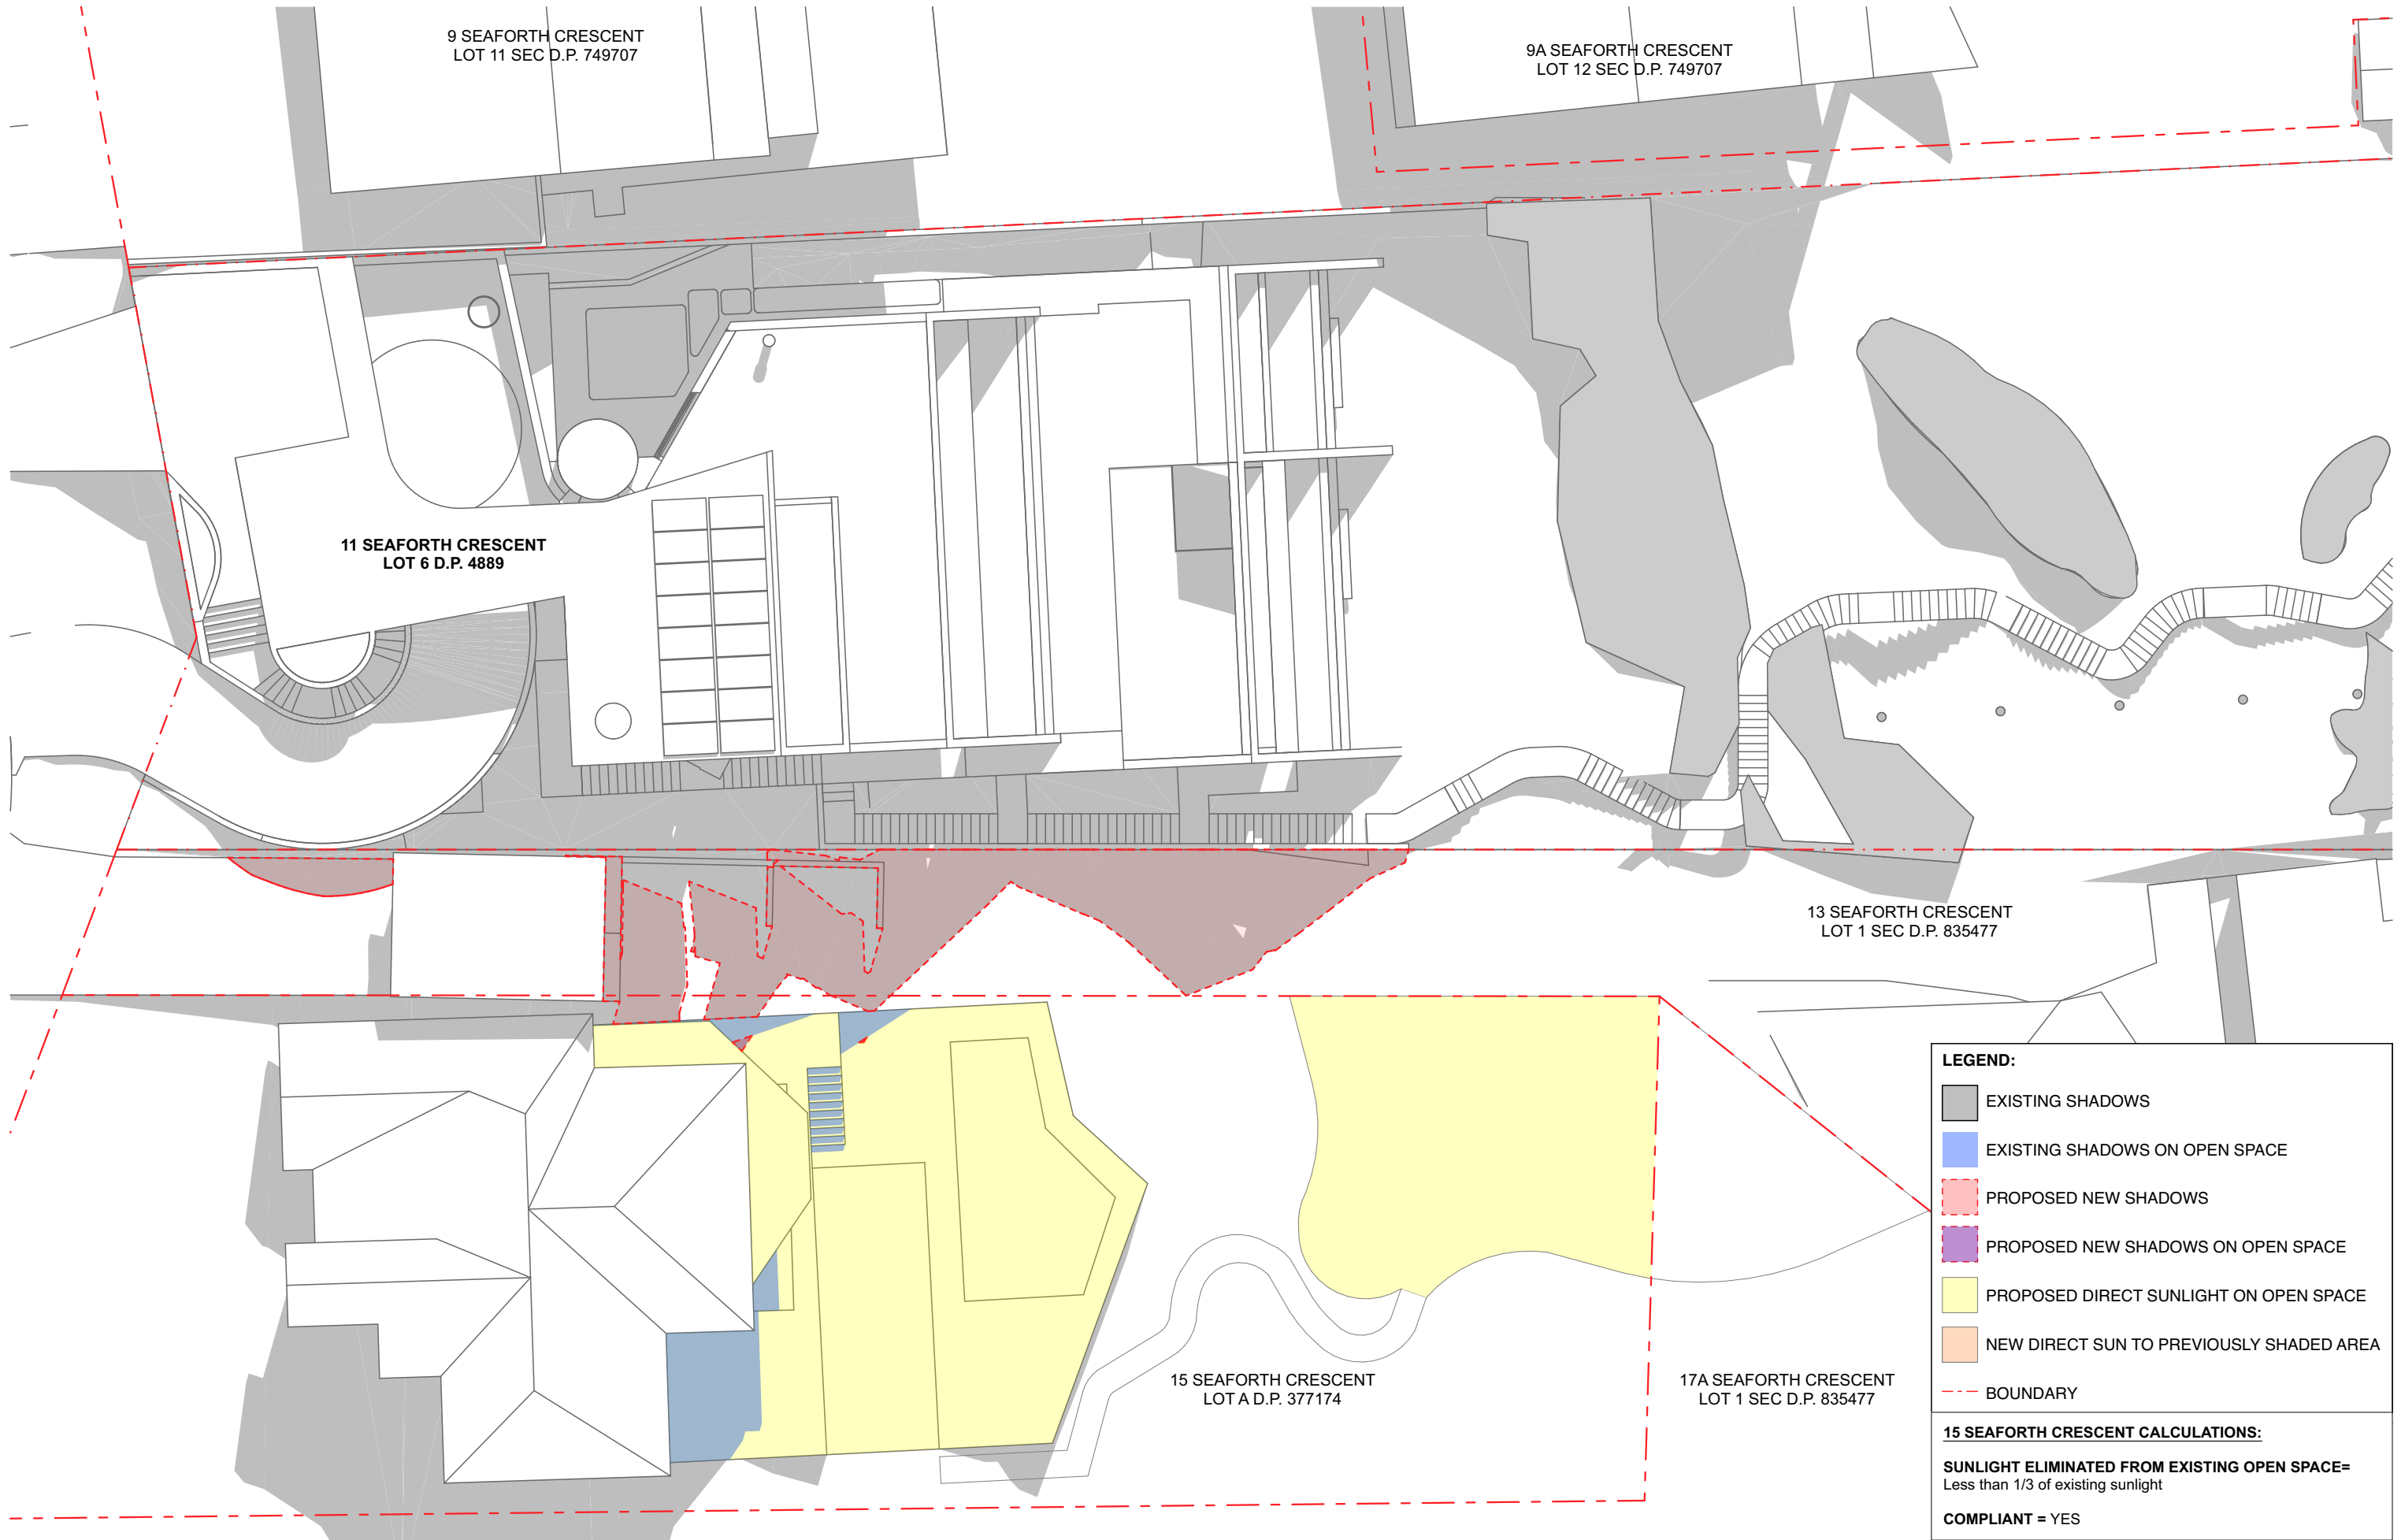 9 SEAFORTH CRESCENT
LOT 11 SEC D.P. 749707
9A SEAFORTH CRESCENT
LOT 12 SEC D.P. 749707
11 SEAFORTH CRESCENT
LOT 6 D.P. 4889
13 SEAFORTH CRESCENT
LOT 1 SEC D.P. 835477
15 SEAFORTH CRESCENT
LOT A D.P. 377174
17A SEAFORTH CRESCENT
LOT 1 SEC D.P. 835477
LEGEND:
EXISTING SHADOWS
EXISTING SHADOWS ON OPEN SPACE
PROPOSED NEW SHADOWS
PROPOSED NEW SHADOWS ON OPEN SPACE
PROPOSED DIRECT SUNLIGHT ON OPEN SPACE
NEW DIRECT SUN TO PREVIOUSLY SHADED AREA
BOUNDARY
15 SEAFORTH CRESCENT CALCULATIONS:
SUNLIGHT ELIMINATED FROM EXISTING OPEN SPACE=
Less than 1/3 of existing sunlight
COMPLIANT = YES